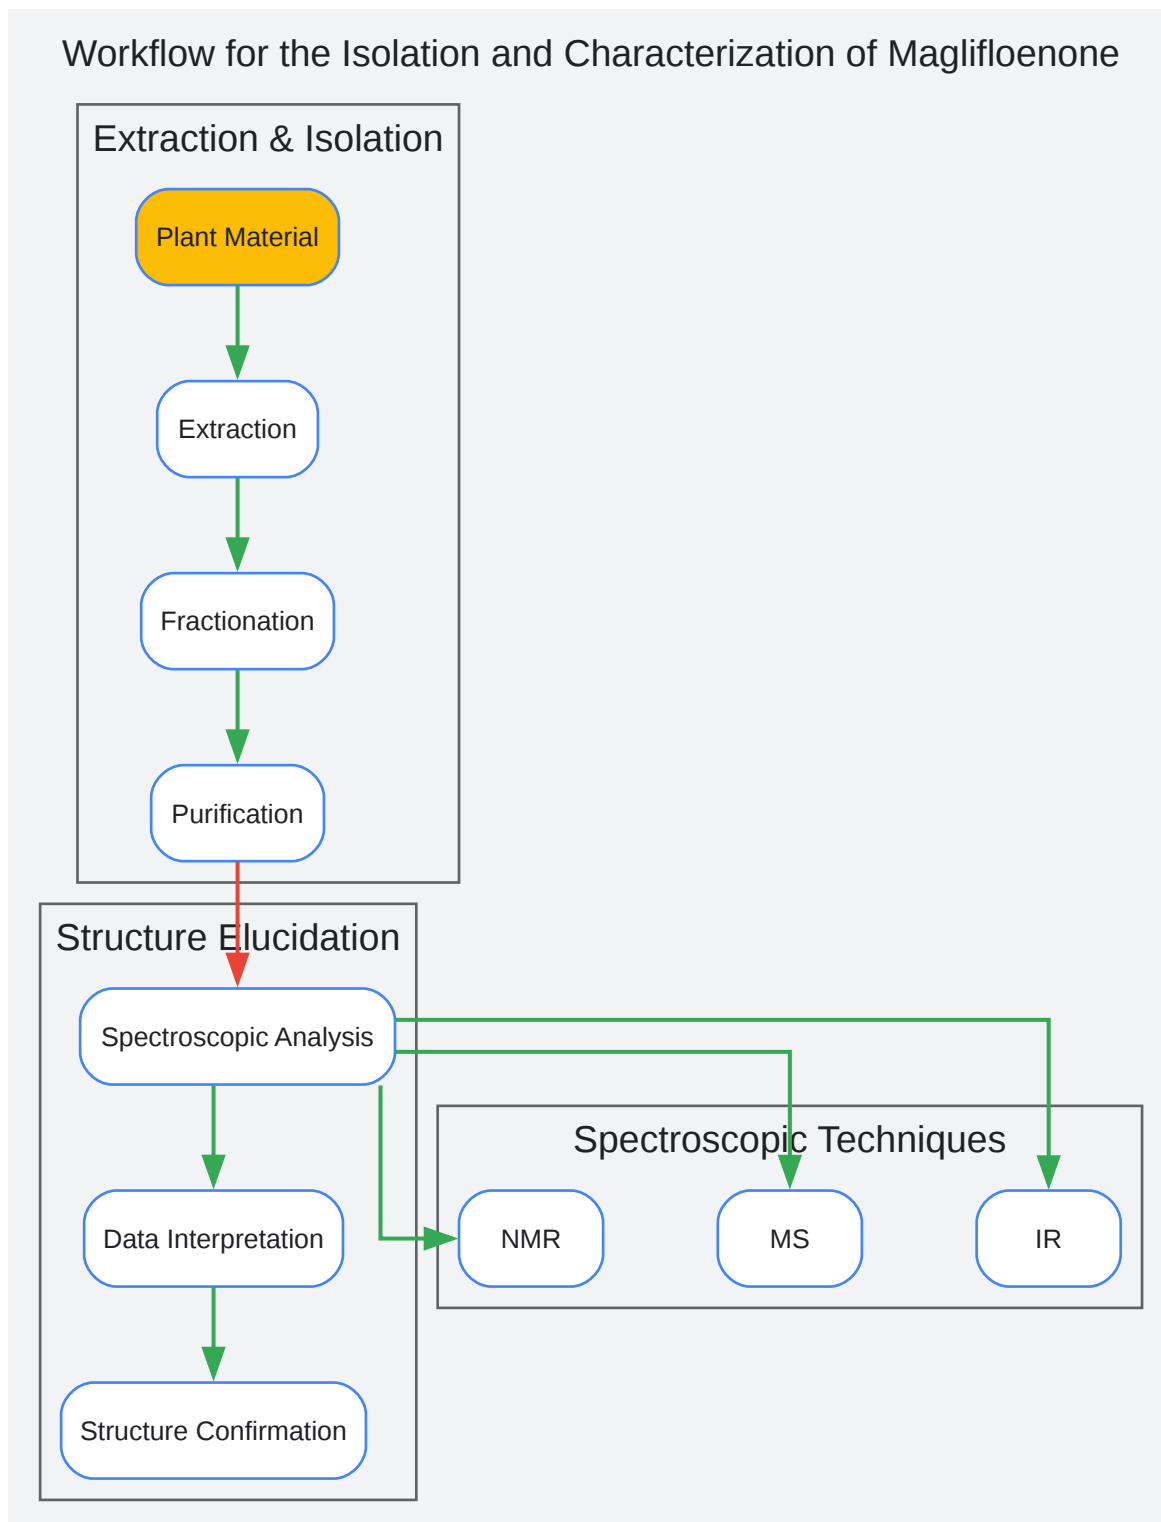 Workflow for the Isolation and Characterization of Maglifloenone
Extraction & Isolation
Plant Material
Extraction
Fractionation
Purification
Structure Elucidation
Spectroscopic Analysis
Spectroscopic Techniques
Data Interpretation
NMR
MS
IR
Structure Confirmation